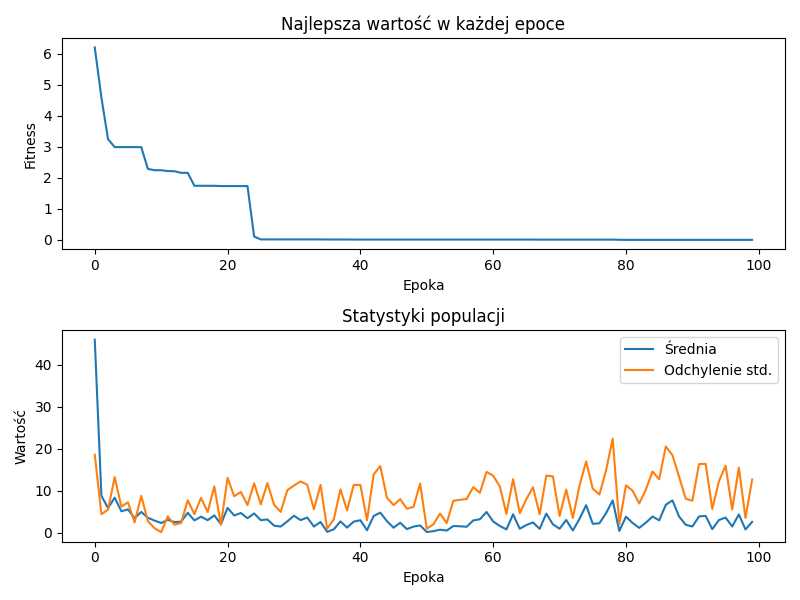 Najlepsza wartość w każdej epoce
6
5
4
3
2
1
0
Fitness
0 20 40 60 80 100
Epoka
Statystyki populacji
40
30
20
10
0
Wartość
Średnia
Odchylenie std.
0 20 40 60 80 100
Epoka